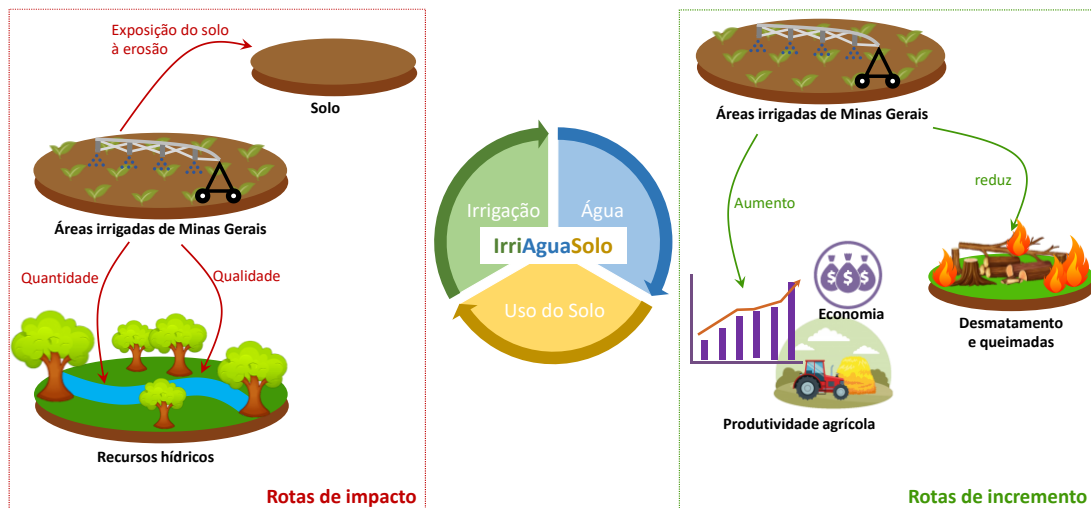 Exposição do solo
à erosão
Solo
Áreas irrigadas de Minas Gerais
Quantidade
Qualidade
Recursos hídricos
Rotas de impacto
Irrigação
Água
IrriAguaSolo
Uso do Solo
Áreas irrigadas de Minas Gerais
Aumento
reduz
$ $ $
Economia
Produtividade agrícola
Desmatamento
e queimadas
Rotas de incremento